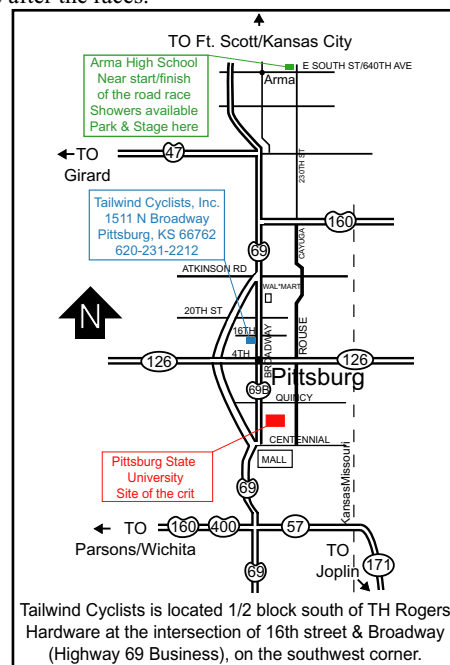 after the races.
TO Ft. Scott/Kansas City
Arma High School
Near start/finish
of the road race
Showers available
Park & Stage here
E SOUTH ST/640TH AVE
Arma
TO
Girard
47
230TH ST
Tailwind Cyclists, Inc.
1511 N Broadway
Pittsburg, KS 66762
620-231-2212
160
CAYUGA
69
ATKINSON RD
WAL*MART
N
20TH ST
16TH
BROADWAY
ROUSE
4TH
126
126
Pittsburg
69B
QUINCY
CENTENNIAL
MALL
Pittsburg State
University
Site of the crit
69
Kansas
Missouri
TO
Parsons/Wichita
160
400
57
TO
Joplin
171
69
Tailwind Cyclists is located 1/2 block south of TH Rogers
Hardware at the intersection of 16th street & Broadway
(Highway 69 Business), on the southwest corner.